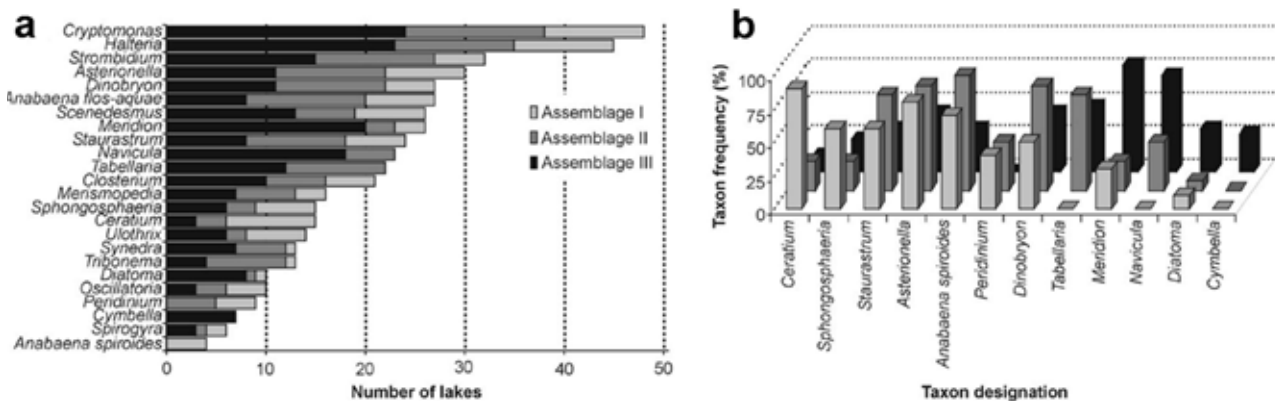 a
Cryptomonas
Halteria
Strombidium
Asterionella
Dinobryon
Anabaena flos-aquae
Scenedesmus
Meridion
Staurastrum
Navicula
Tabellaria
Closterium
Merismopedia
Sphongosphaeria
Ceratium
Ulothrix
Synedra
Tribonema
Diatoma
Oscillatoria
Peridinium
Cymbella
Spirogyra
Anabaena spiroides
Assemblage I
Assemblage II
Assemblage III
0 10 20 30 40 50
Number of lakes
b
Taxon frequency (%)
100
75
50
25
0
Ceratium
Sphongosphaeria
Staurastrum
Asterionella
Anabaena spiroides
Peridinium
Dinobryon
Tabellaria
Meridion
Navicula
Diatoma
Cymbella
Taxon designation